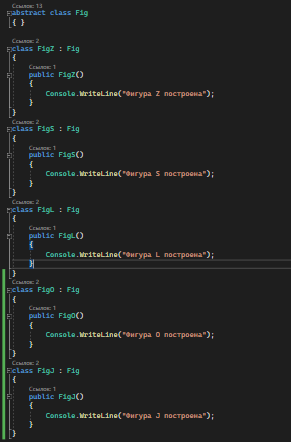 Ссылок: 13
abstract class Fig
{ }
Ссылок: 2
class FigZ : Fig
{
Ссылок: 1
public FigZ()
{
Console.WriteLine("Фигура Z построена");
}
}
Ссылок: 2
class FigS : Fig
{
Ссылок: 1
public FigS()
{
Console.WriteLine("Фигура S построена");
}
}
Ссылок: 2
class FigL : Fig
{
Ссылок: 1
public FigL()
{
Console.WriteLine("Фигура L построена");
}
}
Ссылок: 2
class FigO : Fig
{
Ссылок: 1
public FigO()
{
Console.WriteLine("Фигура O построена");
}
}
Ссылок: 2
class FigJ : Fig
{
Ссылок: 1
public FigJ()
{
Console.WriteLine("Фигура J построена");
}
}